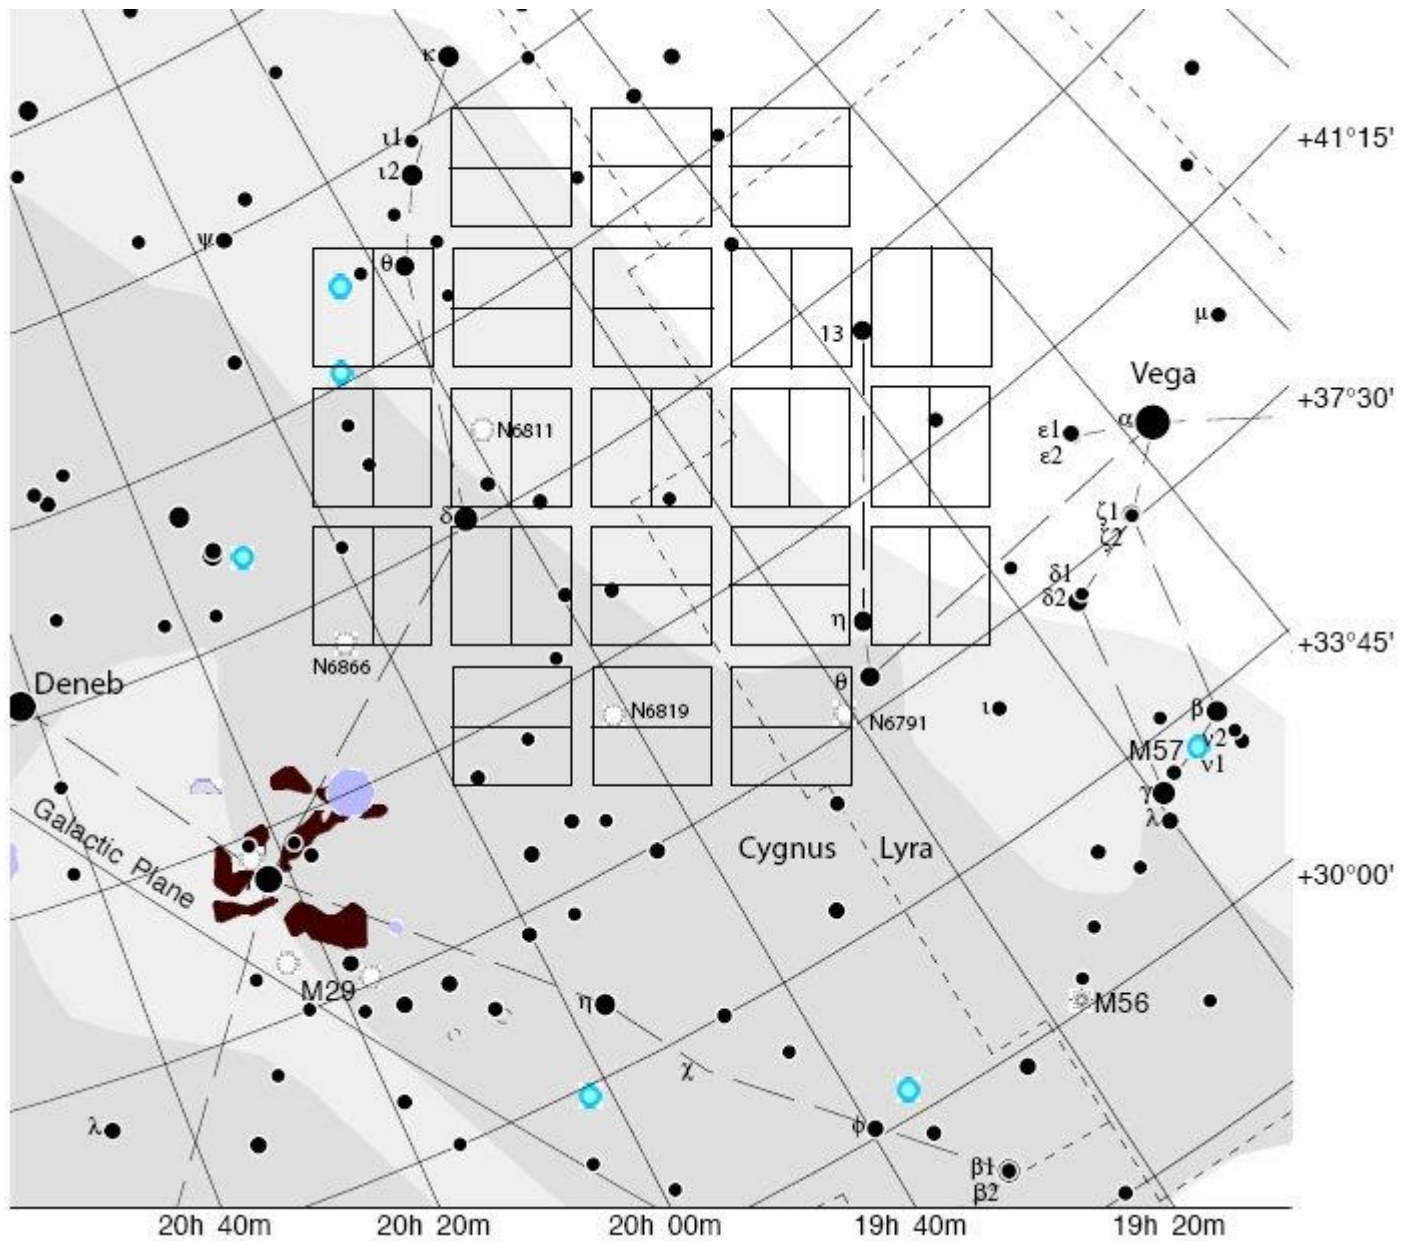 κ
+41°15'
ι1
ι2
ψ
θ
μ
13
Vega
α
+37°30'
N6811
ε1
ε2
δ
ζ1
ζ2
δ1
δ2
η
+33°45'
N6866
Deneb
θ
N6819
N6791
ι
β
ν2
M57
ν1
γ
λ
Galactic Plane
Cygnus
Lyra
+30°00'
γ
M29
η
M56
χ
λ
φ
β1
β2
20h 40m
20h 20m
20h 00m
19h 40m
19h 20m